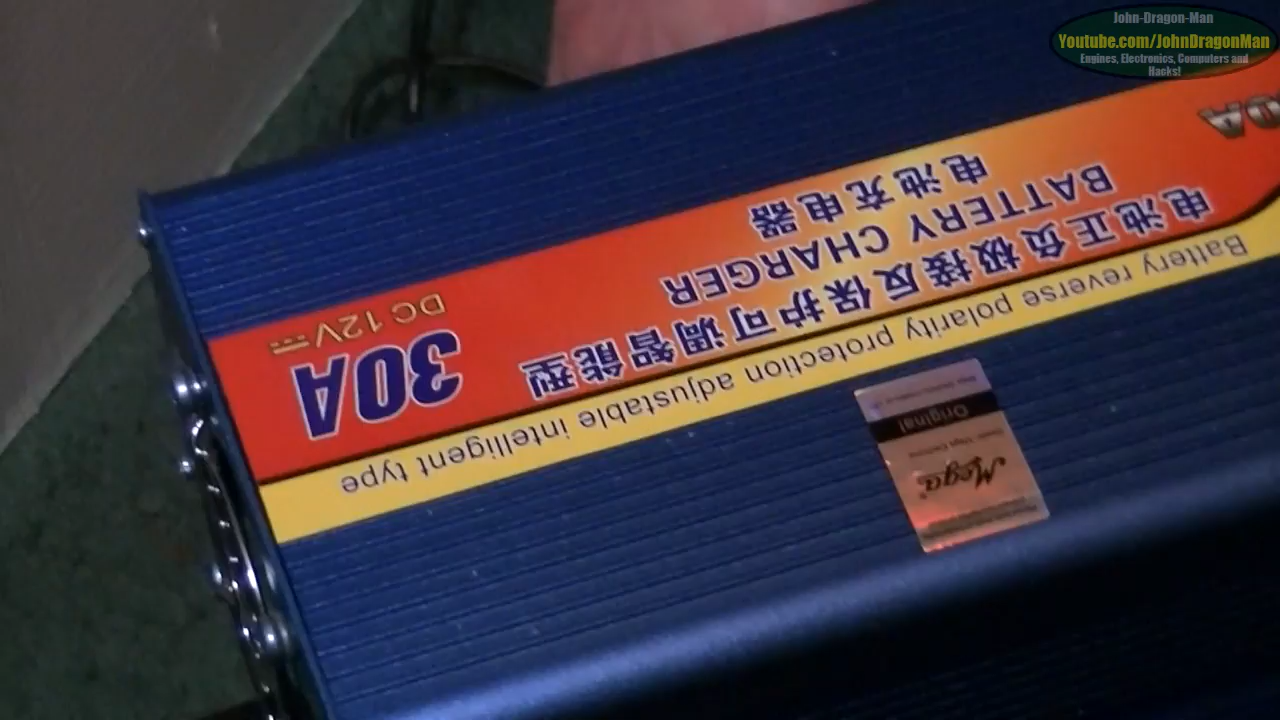 John-Dragon-Man
Youtube.com/JohnDragonMan
Engines, Electronics, Computers and
Hacks!
电池充电器
BATTERY CHARGER
电池正负极接反保护可调智能型
Battery reverse polarity protection adjustable intelligent type
DC 12V
30A
Mega
Original